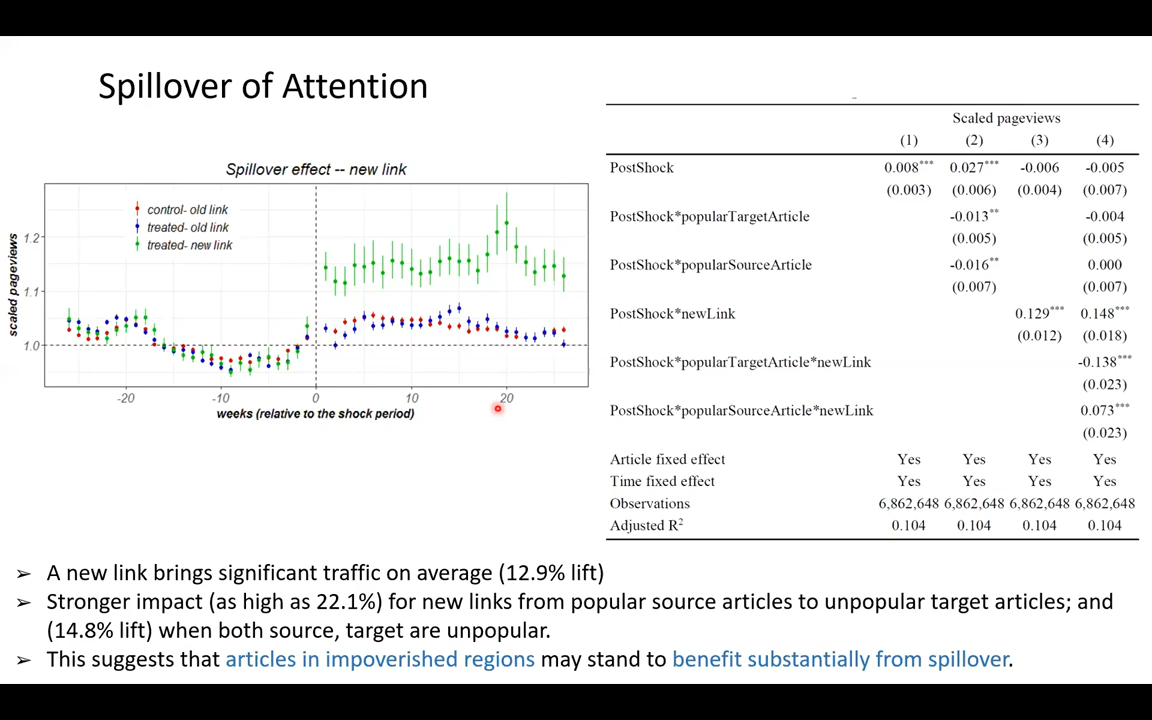 Spillover of Attention
Spillover effect -- new link
control- old link
treated- old link
treated- new link
scaled pageviews
1.2
1.1
1.0
-20 -10 0 10 20
weeks (relative to the shock period)
Scaled pageviews
(1) (2) (3) (4)
PostShock 0.008*** 0.027*** -0.006 -0.005
(0.003) (0.006) (0.004) (0.007)
PostShock*popularTargetArticle -0.013** -0.004
(0.005) (0.005)
PostShock*popularSourceArticle -0.016** 0.000
(0.007) (0.007)
PostShock*newLink 0.129*** 0.148***
(0.012) (0.018)
PostShock*popularTargetArticle*newLink -0.138***
(0.023)
PostShock*popularSourceArticle*newLink 0.073***
(0.023)
Article fixed effect Yes Yes Yes Yes
Time fixed effect Yes Yes Yes Yes
Observations 6,862,648 6,862,648 6,862,648 6,862,648
Adjusted R² 0.104 0.104 0.104 0.104
➢ A new link brings significant traffic on average (12.9% lift)
➢ Stronger impact (as high as 22.1%) for new links from popular source articles to unpopular target articles; and
(14.8% lift) when both source, target are unpopular.
➢ This suggests that articles in impoverished regions may stand to benefit substantially from spillover.